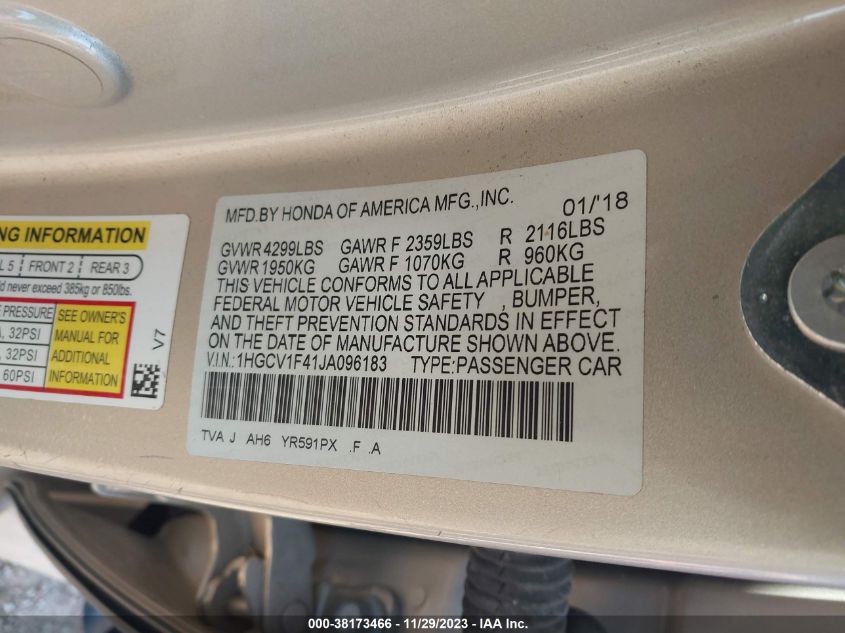 NG INFORMATION
L 5 FRONT 2 REAR 3
d never exceed 385kg or 850lbs.
PRESSURE
SEE OWNER'S
MANUAL FOR
ADDITIONAL
INFORMATION
, 32PSI
, 32PSI
60PSI
V7
MFD.BY HONDA OF AMERICA MFG.,INC. 01/'18
GVWR 4299LBS GAWR F 2359LBS R 2116LBS
GVWR 1950KG GAWR F 1070KG R 960KG
THIS VEHICLE CONFORMS TO ALL APPLICABLE
FEDERAL MOTOR VEHICLE SAFETY , BUMPER,
AND THEFT PREVENTION STANDARDS IN EFFECT
ON THE DATE OF MANUFACTURE SHOWN ABOVE.
V.I.N.:1HGCV1F41JA096183 TYPE:PASSENGER CAR
TVA J AH6 YR591PX .F .A
000-38173466 - 11/29/2023 - IAA Inc.